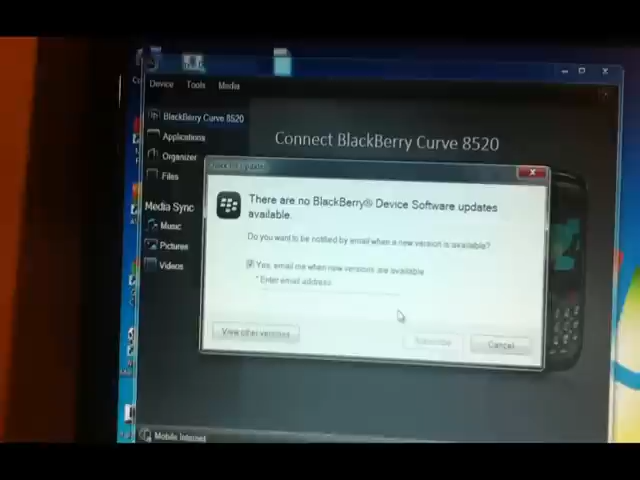 Device Tools Media
BlackBerry Curve 8520
Applications
Organizer
Files
Media Sync
Music
Pictures
Videos
Connect BlackBerry Curve 8520
There are no BlackBerry® Device Software updates
available.
Do you want to be notified by email when a new version is available?
Yes, email me when new versions are available
* Enter email address:
View other versions
Cancel
Mobile Internet